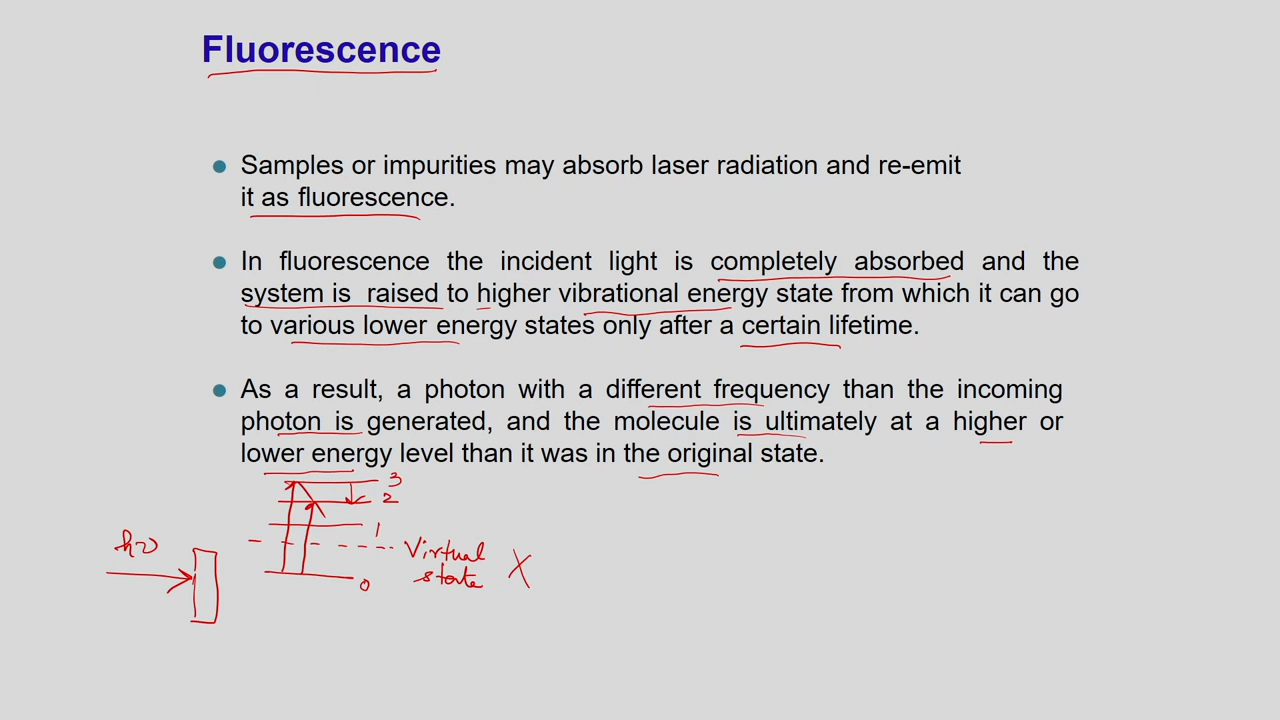 Fluorescence
Samples or impurities may absorb laser radiation and re-emit
it as fluorescence.
In fluorescence the incident light is completely absorbed and the
system is raised to higher vibrational energy state from which it can go
to various lower energy states only after a certain lifetime.
As a result, a photon with a different frequency than the incoming
photon is generated, and the molecule is ultimately at a higher or
lower energy level than it was in the original state.
3
2
1
hν
Virtual
state
0